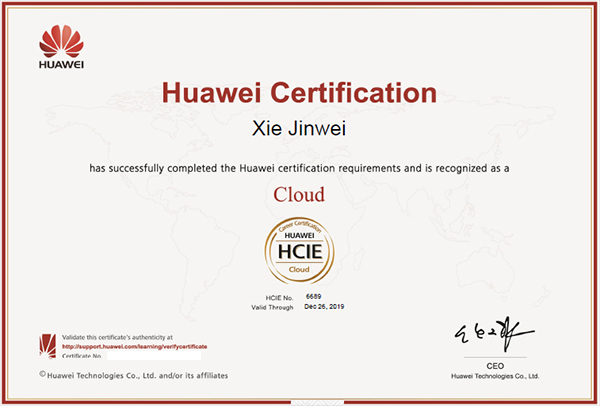 HUAWEI
Huawei Certification
Xie Jinwei
has successfully completed the Huawei certification requirements and is recognized as a
Cloud
Career Certification
HUAWEI
HCIE
Cloud
HCIE No. 6689
Valid Through Dec 26, 2019
Validate this certificate's authenticity at
http://support.huawei.com/learning/verifycertificate
Certificate No
CEO
Huawei Technologies Co., Ltd.
© Huawei Technologies Co., Ltd. and/or its affiliates